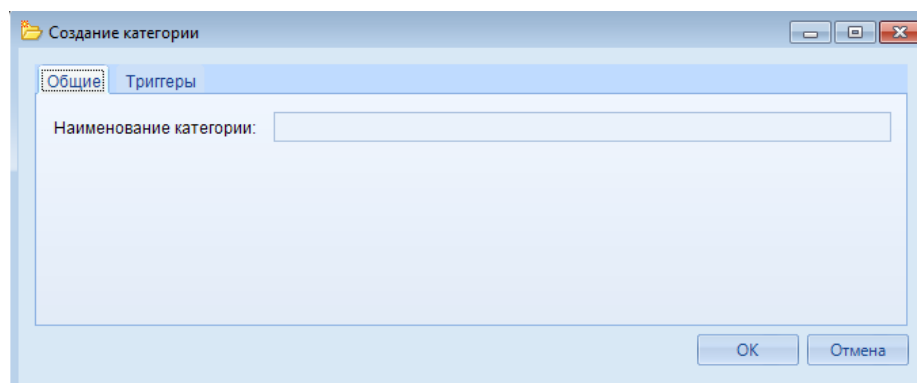 Создание категории
Общие Триггеры
Наименование категории:
OK Отмена